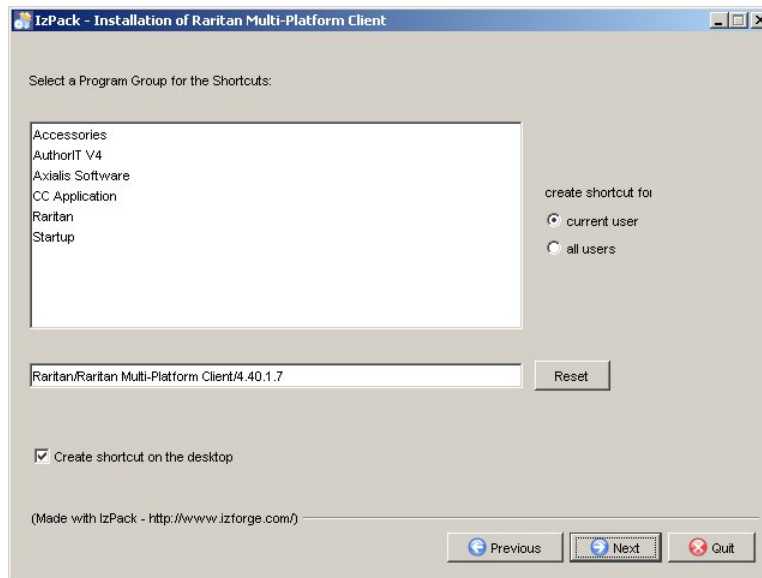 IzPack - Installation of Raritan Multi-Platform Client
Select a Program Group for the Shortcuts:
Accessories
AuthorIT V4
Axialis Software
CC Application
Raritan
Startup
create shortcut for
current user
all users
Raritan/Raritan Multi-Platform Client/4.40.1.7
Reset
Create shortcut on the desktop
(Made with IzPack - http://www.izforge.com/)
Previous
Next
Quit